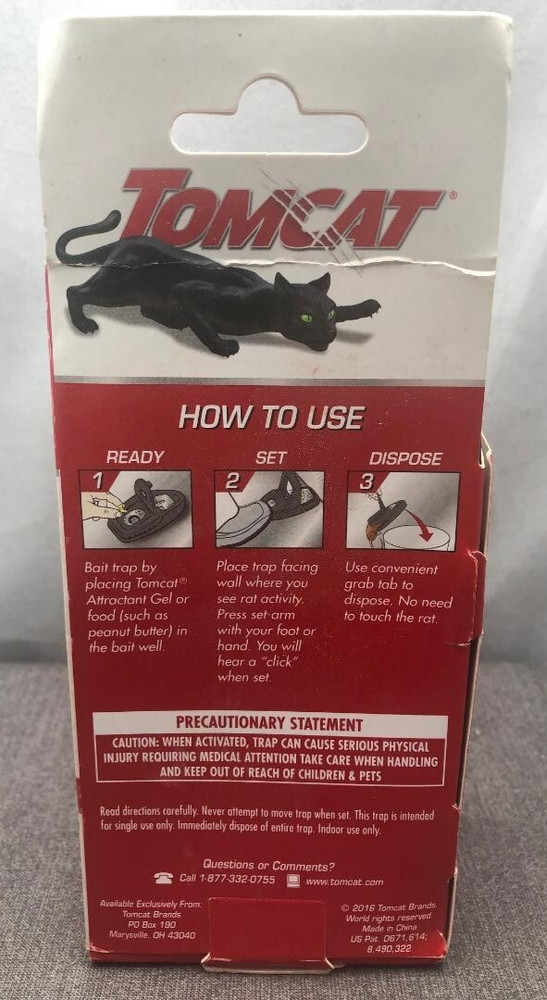 TOMCAT®
HOW TO USE
READY
1
Bait trap by
placing Tomcat®
Attractant Gel or
food (such as
peanut butter) in
the bait well.
SET
2
Place trap facing
wall where you
see rat activity.
Press set-arm
with your foot or
hand. You will
hear a "click"
when set.
DISPOSE
3
Use convenient
grab tab to
dispose. No need
to touch the rat.
PRECAUTIONARY STATEMENT
CAUTION: WHEN ACTIVATED, TRAP CAN CAUSE SERIOUS PHYSICAL
INJURY REQUIRING MEDICAL ATTENTION TAKE CARE WHEN HANDLING
AND KEEP OUT OF REACH OF CHILDREN & PETS
Read directions carefully. Never attempt to move trap when set. This trap is intended
for single use only. Immediately dispose of entire trap. Indoor use only.
Questions or Comments?
Call 1-877-332-0755 www.tomcat.com
Available Exclusively From:
Tomcat Brands
PO Box 190
Marysville, OH 43040
© 2016 Tomcat Brands.
World rights reserved
Made in China
US Pat. D671,614;
8,490,322